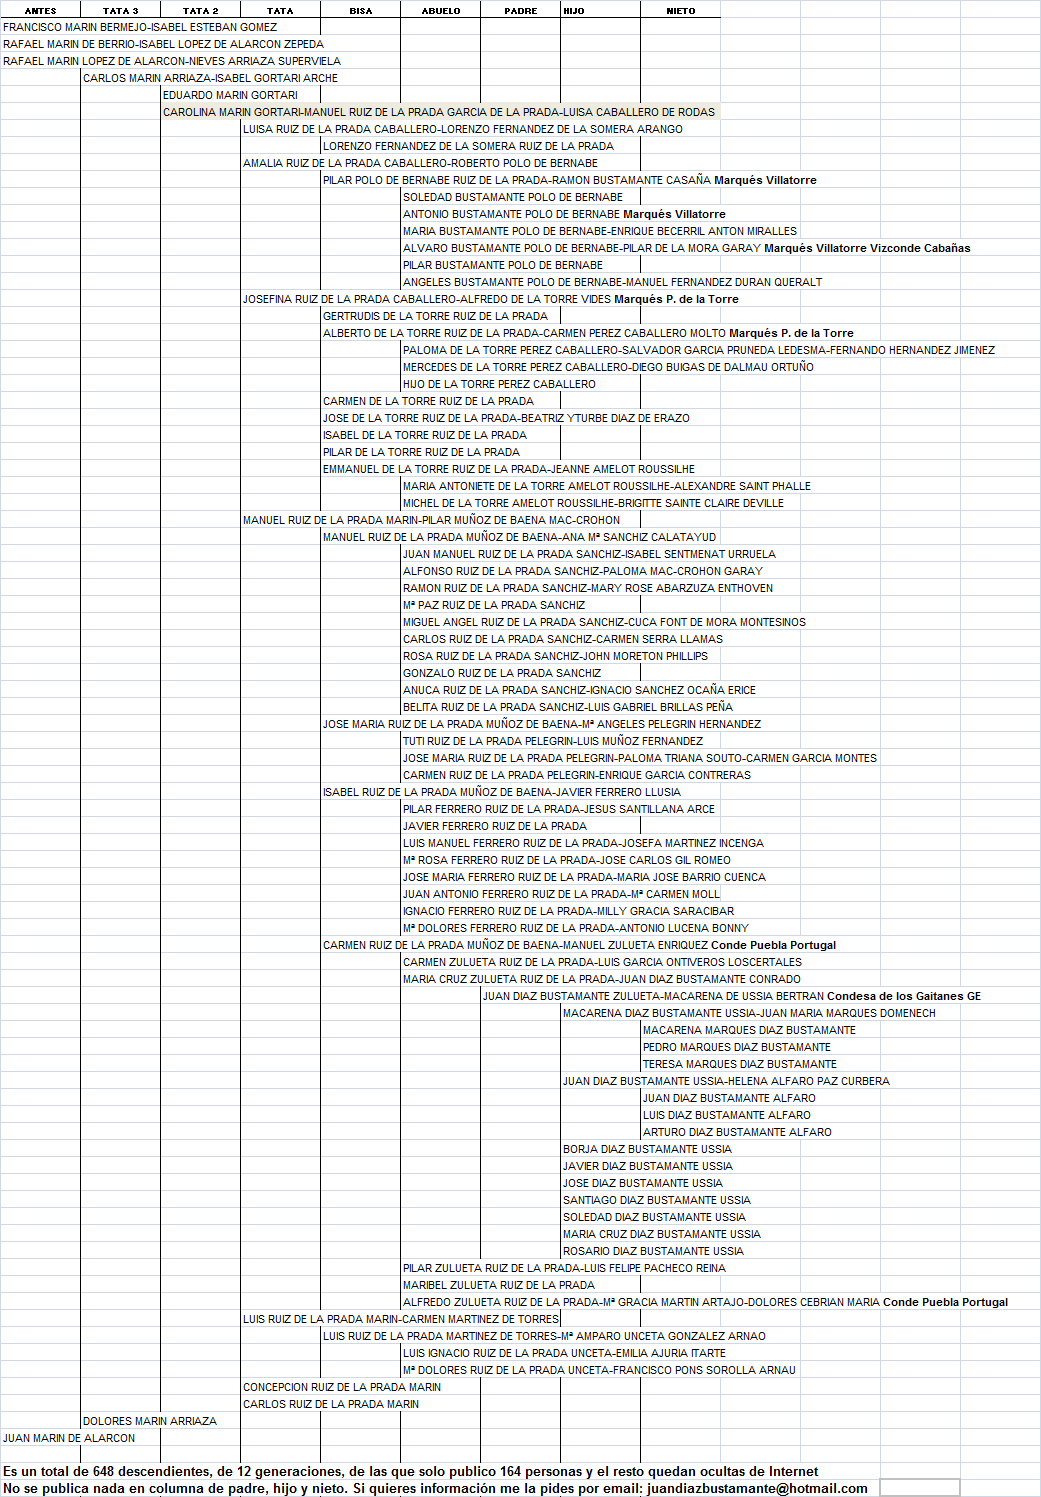 ANTES TATA 3 TATA 2 TATA BISA ABUELO PADRE HIJO NIETO
FRANCISCO MARIN BERMEJO-ISABEL ESTEBAN GOMEZ
RAFAEL MARIN DE BERRIO-ISABEL LOPEZ DE ALARCON ZEPEDA
RAFAEL MARIN LOPEZ DE ALARCON-NIEVES ARRIAZA SUPERVIELA
CARLOS MARIN ARRIAZA-ISABEL GORTARI ARCHE
EDUARDO MARIN GORTARI
CAROLINA MARIN GORTARI-MANUEL RUIZ DE LA PRADA GARCIA DE LA PRADA-LUISA CABALLERO DE RODAS
LUISA RUIZ DE LA PRADA CABALLERO-LORENZO FERNANDEZ DE LA SOMERA ARANGO
LORENZO FERNANDEZ DE LA SOMERA RUIZ DE LA PRADA
AMALIA RUIZ DE LA PRADA CABALLERO-ROBERTO POLO DE BERNABE
PILAR POLO DE BERNABE RUIZ DE LA PRADA-RAMON BUSTAMANTE CASAÑA Marqués Villatorre
SOLEDAD BUSTAMANTE POLO DE BERNABE
ANTONIO BUSTAMANTE POLO DE BERNABE Marqués Villatorre
MARIA BUSTAMANTE POLO DE BERNABE-ENRIQUE BECERRIL ANTON MIRALLES
ALVARO BUSTAMANTE POLO DE BERNABE-PILAR DE LA MORA GARAY Marqués Villatorre Vizconde Cabañas
PILAR BUSTAMANTE POLO DE BERNABE
ANGELES BUSTAMANTE POLO DE BERNABE-MANUEL FERNANDEZ DURAN QUERALT
JOSEFINA RUIZ DE LA PRADA CABALLERO-ALFREDO DE LA TORRE VIDES Marqués P. de la Torre
GERTRUDIS DE LA TORRE RUIZ DE LA PRADA
ALBERTO DE LA TORRE RUIZ DE LA PRADA-CARMEN PEREZ CABALLERO MOLTO Marqués P. de la Torre
PALOMA DE LA TORRE PEREZ CABALLERO-SALVADOR GARCIA PRUNEDA LEDESMA-FERNANDO HERNANDEZ JIMENEZ
MERCEDES DE LA TORRE PEREZ CABALLERO-DIEGO BUIGAS DE DALMAU ORTUÑO
HIJO DE LA TORRE PEREZ CABALLERO
CARMEN DE LA TORRE RUIZ DE LA PRADA
JOSE DE LA TORRE RUIZ DE LA PRADA-BEATRIZ YTURBE DIAZ DE ERAZO
ISABEL DE LA TORRE RUIZ DE LA PRADA
PILAR DE LA TORRE RUIZ DE LA PRADA
EMMANUEL DE LA TORRE RUIZ DE LA PRADA-JEANNE AMELOT ROUSSILHE
MARIA ANTONIETE DE LA TORRE AMELOT ROUSSILHE-ALEXANDRE SAINT PHALLE
MICHEL DE LA TORRE AMELOT ROUSSILHE-BRIGITTE SAINTE CLAIRE DEVILLE
MANUEL RUIZ DE LA PRADA MARIN-PILAR MUÑOZ DE BAENA MAC-CROHON
MANUEL RUIZ DE LA PRADA MUÑOZ DE BAENA-ANA Mª SANCHIZ CALATAYUD
JUAN MANUEL RUIZ DE LA PRADA SANCHIZ-ISABEL SENTMENAT URRUELA
ALFONSO RUIZ DE LA PRADA SANCHIZ-PALOMA MAC-CROHON GARAY
RAMON RUIZ DE LA PRADA SANCHIZ-MARY ROSE ABARZUZA ENTHOVEN
Mª PAZ RUIZ DE LA PRADA SANCHIZ
MIGUEL ANGEL RUIZ DE LA PRADA SANCHIZ-CUCA FONT DE MORA MONTESINOS
CARLOS RUIZ DE LA PRADA SANCHIZ-CARMEN SERRA LLAMAS
ROSA RUIZ DE LA PRADA SANCHIZ-JOHN MORETON PHILLIPS
GONZALO RUIZ DE LA PRADA SANCHIZ
ANUCA RUIZ DE LA PRADA SANCHIZ-IGNACIO SANCHEZ OCAÑA ERICE
BELITA RUIZ DE LA PRADA SANCHIZ-LUIS GABRIEL BRILLAS PEÑA
JOSE MARIA RUIZ DE LA PRADA MUÑOZ DE BAENA-Mª ANGELES PELEGRIN HERNANDEZ
TUTI RUIZ DE LA PRADA PELEGRIN-LUIS MUÑOZ FERNANDEZ
JOSE MARIA RUIZ DE LA PRADA PELEGRIN-PALOMA TRIANA SOUTO-CARMEN GARCIA MONTES
CARMEN RUIZ DE LA PRADA PELEGRIN-ENRIQUE GARCIA CONTRERAS
ISABEL RUIZ DE LA PRADA MUÑOZ DE BAENA-JAVIER FERRERO LLUSIA
PILAR FERRERO RUIZ DE LA PRADA-JESUS SANTILLANA ARCE
JAVIER FERRERO RUIZ DE LA PRADA
LUIS MANUEL FERRERO RUIZ DE LA PRADA-JOSEFA MARTINEZ INCENGA
Mª ROSA FERRERO RUIZ DE LA PRADA-JOSE CARLOS GIL ROMEO
JOSE MARIA FERRERO RUIZ DE LA PRADA-MARIA JOSE BARRIO CUENCA
JUAN ANTONIO FERRERO RUIZ DE LA PRADA-Mª CARMEN MOLL
IGNACIO FERRERO RUIZ DE LA PRADA-MILLY GRACIA SARACIBAR
Mª DOLORES FERRERO RUIZ DE LA PRADA-ANTONIO LUCENA BONNY
CARMEN RUIZ DE LA PRADA MUÑOZ DE BAENA-MANUEL ZULUETA ENRIQUEZ Conde Puebla Portugal
CARMEN ZULUETA RUIZ DE LA PRADA-LUIS GARCIA ONTIVEROS LOSCERTALES
MARIA CRUZ ZULUETA RUIZ DE LA PRADA-JUAN DIAZ BUSTAMANTE CONRADO
JUAN DIAZ BUSTAMANTE ZULUETA-MACARENA DE USSIA BERTRAN Condesa de los Gaitanes GE
MACARENA DIAZ BUSTAMANTE USSIA-JUAN MARIA MARQUES DOMENECH
MACARENA MARQUES DIAZ BUSTAMANTE
PEDRO MARQUES DIAZ BUSTAMANTE
TERESA MARQUES DIAZ BUSTAMANTE
JUAN DIAZ BUSTAMANTE USSIA-HELENA ALFARO PAZ CURBERA
JUAN DIAZ BUSTAMANTE ALFARO
LUIS DIAZ BUSTAMANTE ALFARO
ARTURO DIAZ BUSTAMANTE ALFARO
BORJA DIAZ BUSTAMANTE USSIA
JAVIER DIAZ BUSTAMANTE USSIA
JOSE DIAZ BUSTAMANTE USSIA
SANTIAGO DIAZ BUSTAMANTE USSIA
SOLEDAD DIAZ BUSTAMANTE USSIA
MARIA CRUZ DIAZ BUSTAMANTE USSIA
ROSARIO DIAZ BUSTAMANTE USSIA
PILAR ZULUETA RUIZ DE LA PRADA-LUIS FELIPE PACHECO REINA
MARIBEL ZULUETA RUIZ DE LA PRADA
ALFREDO ZULUETA RUIZ DE LA PRADA-Mª GRACIA MARTIN ARTAJO-DOLORES CEBRIAN MARIA Conde Puebla Portugal
LUIS RUIZ DE LA PRADA MARIN-CARMEN MARTINEZ DE TORRES
LUIS RUIZ DE LA PRADA MARTINEZ DE TORRES-Mª AMPARO UNCETA GONZALEZ ARNAO
LUIS IGNACIO RUIZ DE LA PRADA UNCETA-EMILIA AJURIA ITARTE
Mª DOLORES RUIZ DE LA PRADA UNCETA-FRANCISCO PONS SOROLLA ARNAU
CONCEPCION RUIZ DE LA PRADA MARIN
CARLOS RUIZ DE LA PRADA MARIN
DOLORES MARIN ARRIAZA
JUAN MARIN DE ALARCON
Es un total de 648 descendientes, de 12 generaciones, de las que solo publico 164 personas y el resto quedan ocultas de Internet
No se publica nada en columna de padre, hijo y nieto. Si quieres información me la pides por email: juandiazbustamante@hotmail.com